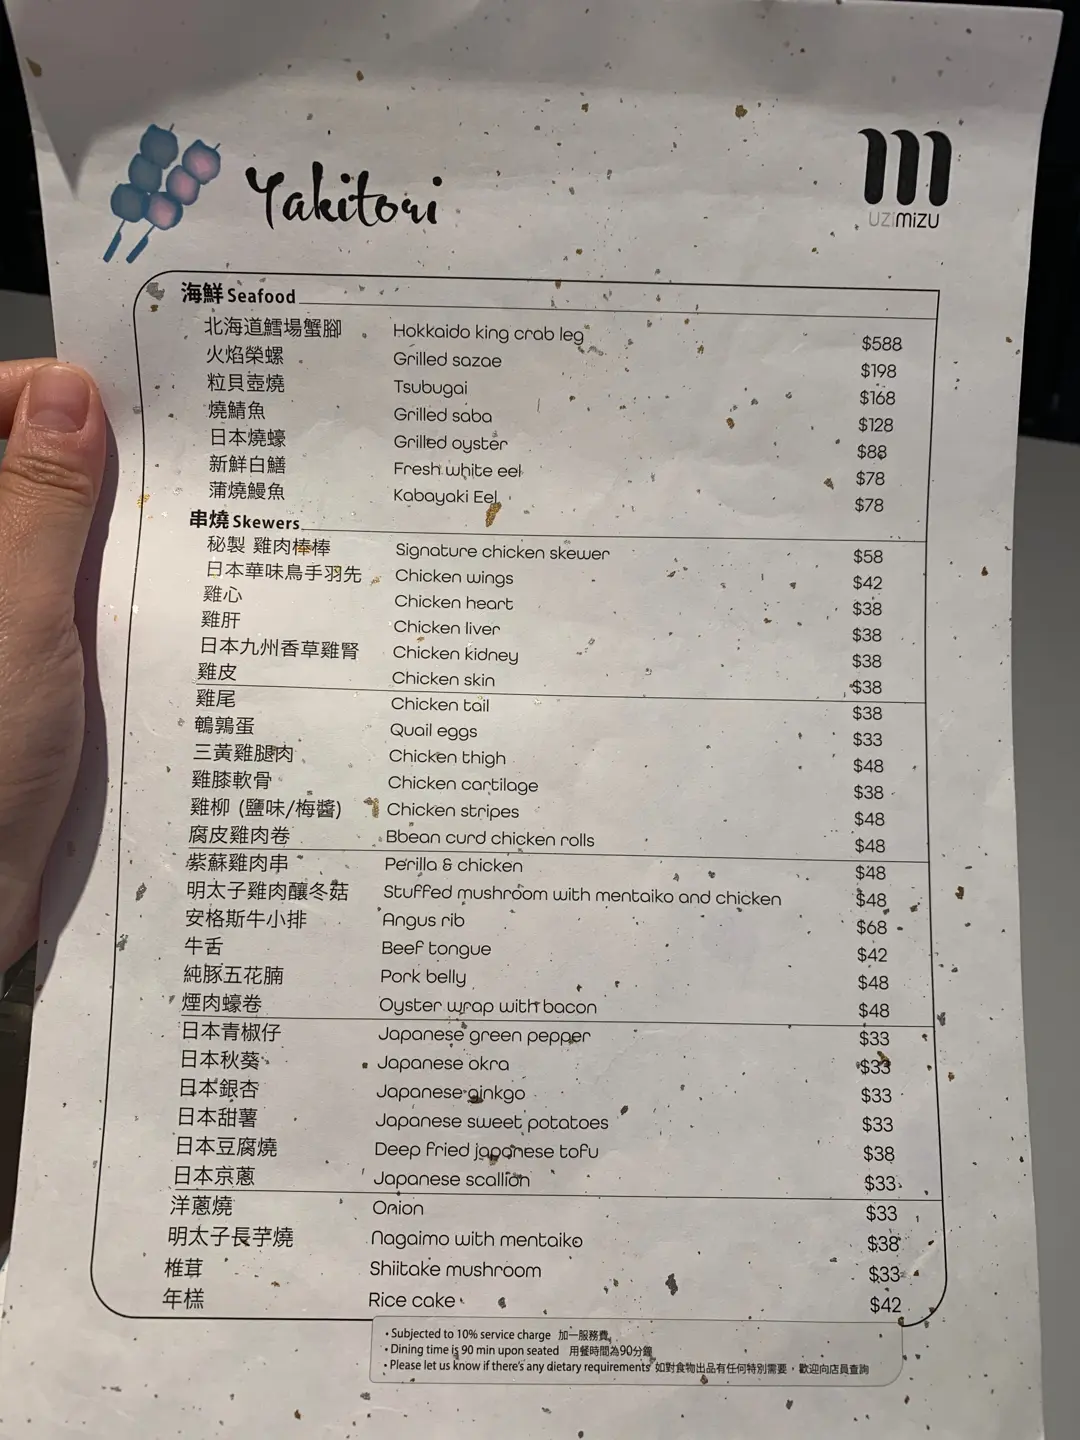 Yakitori
UZIMIZU
海鮮 Seafood
北海道鱈場蟹腳 Hokkaido king crab leg $588
火焰榮螺 Grilled sazae $198
粒貝壺燒 Tsubugai $168
燒鯖魚 Grilled saba $128
日本燒蠔 Grilled oyster $88
新鮮白鱔 Fresh white eel $78
蒲燒鰻魚 Kabayaki Eel $78
串燒 Skewers
秘製 雞肉棒棒 Signature chicken skewer $58
日本華味鳥手羽先 Chicken wings $42
雞心 Chicken heart $38
雞肝 Chicken liver $38
日本九州香草雞腎 Chicken kidney $38
雞皮 Chicken skin $38
雞尾 Chicken tail $38
鵪鶉蛋 Quail eggs $33
三黃雞腿肉 Chicken thigh $48
雞膝軟骨 Chicken cartilage $38
雞柳 (鹽味/梅醬) Chicken stripes $48
腐皮雞肉卷 Bbean curd chicken rolls $48
紫蘇雞肉串 Perilla & chicken $48
明太子雞肉釀冬菇 Stuffed mushroom with mentaiko and chicken $48
安格斯牛小排 Angus rib $68
牛舌 Beef tongue $42
純豚五花腩 Pork belly $48
煙肉蠔卷 Oyster wrap with bacon $48
日本青椒仔 Japanese green pepper $33
日本秋葵 Japanese okra $33
日本銀杏 Japanese ginkgo $33
日本甜薯 Japanese sweet potatoes $33
日本豆腐燒 Deep fried japanese tofu $38
日本京蔥 Japanese scallion $33
洋蔥燒 Onion $33
明太子長芋燒 Nagaimo with mentaiko $38
椎茸 Shiitake mushroom $33
年糕 Rice cake $42
• Subjected to 10% service charge 加一服務費
• Dining time is 90 min upon seated 用餐時間為90分鐘
• Please let us know if there's any dietary requirements 如對食物出品有任何特別需要，歡迎向店員查詢